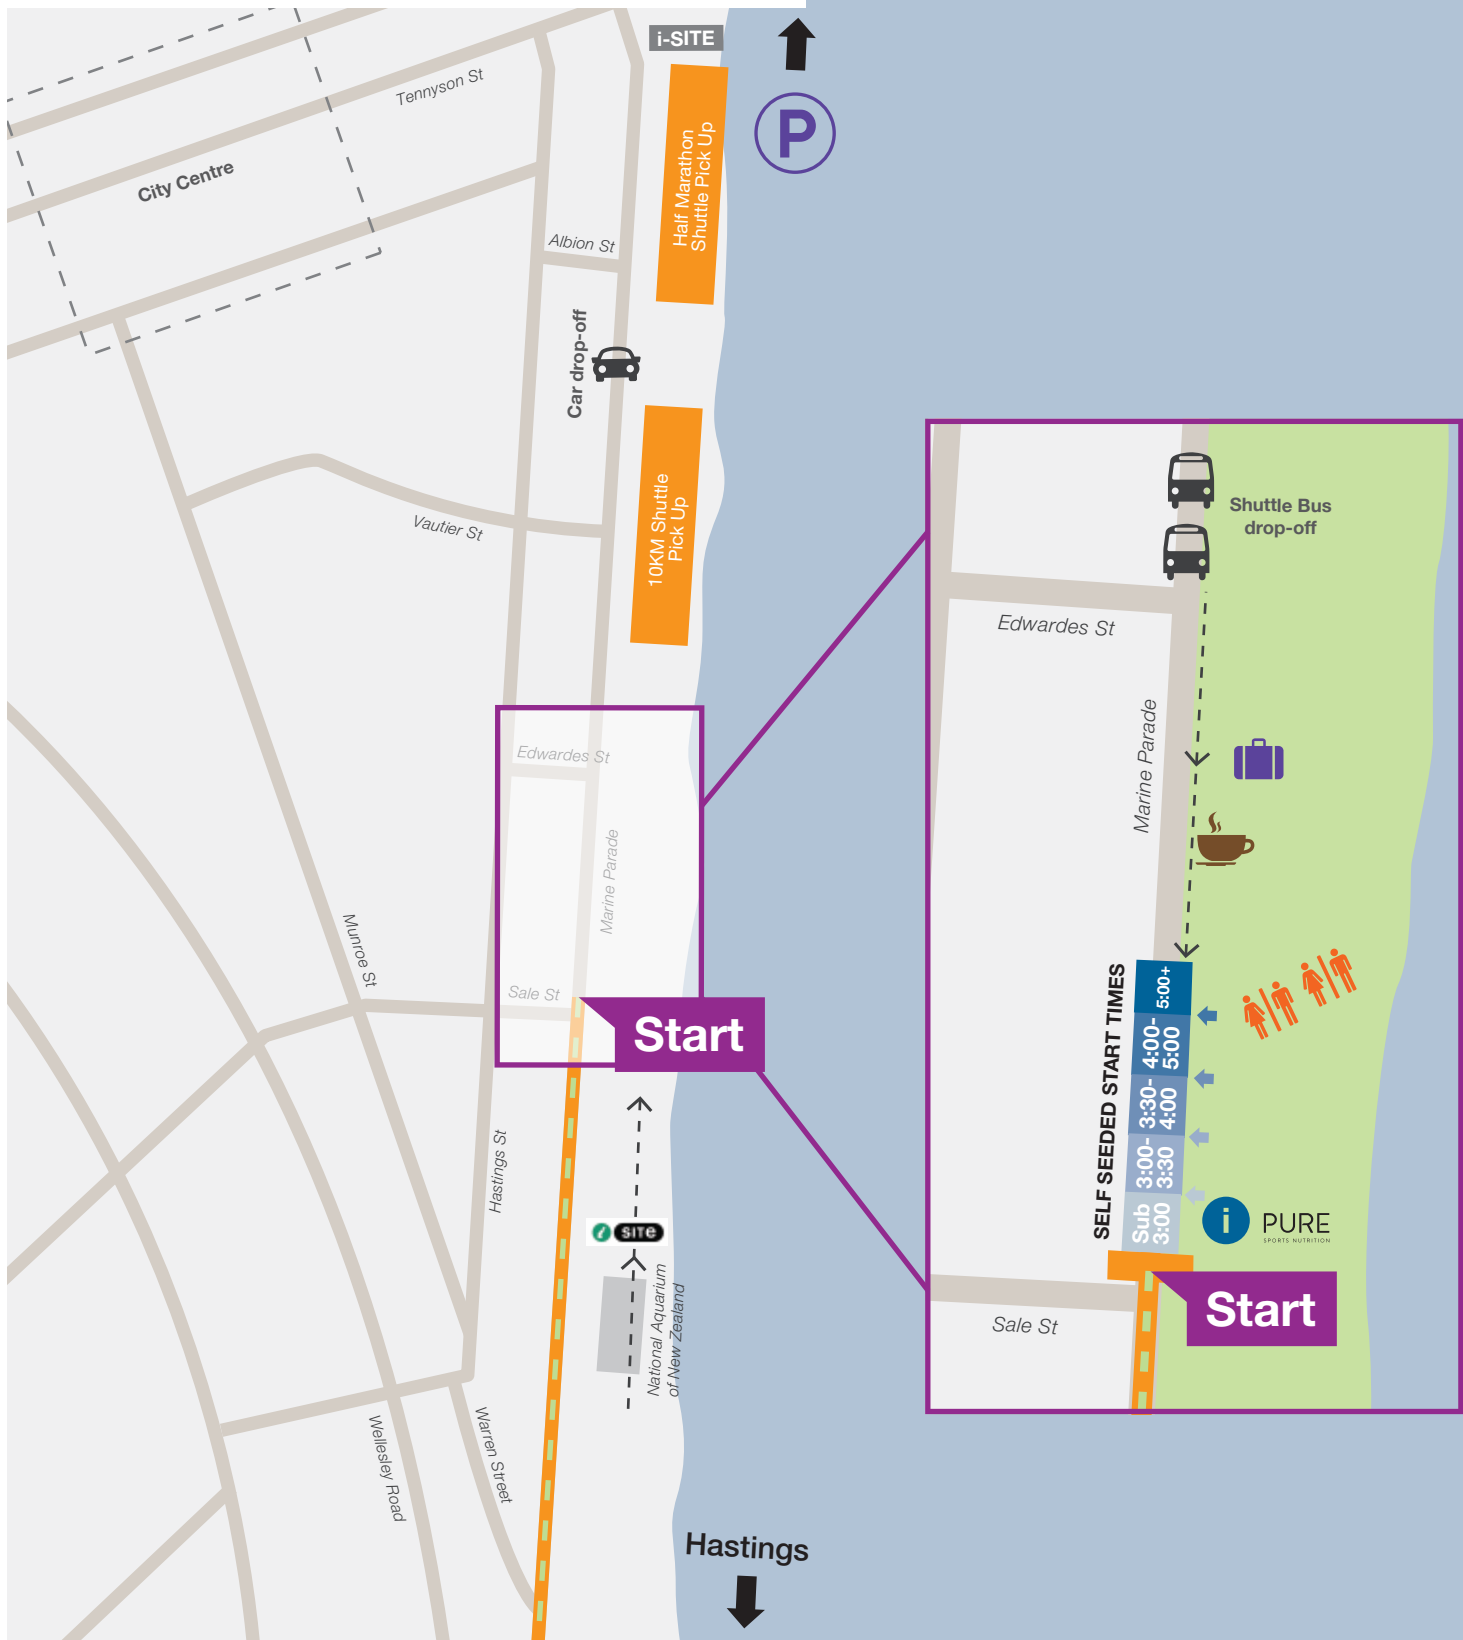 i-SITE
P
Tennyson St
City Centre
Half Marathon
Shuttle Pick Up
Albion St
Car drop-off
10KM Shuttle
Pick Up
Vautier St
Edwardes St
Marine Parade
Munroe St
Sale St
Start
Hastings St
i SITE
National Aquarium
of New Zealand
Warren Street
Wellesley Road
Hastings
Shuttle Bus
drop-off
Edwardes St
Marine Parade
SELF SEEDED START TIMES
5:00+
4:00-
5:00
3:30-
4:00
3:00-
3:30
Sub
3:00
i
PURE
SPORTS NUTRITION
Start
Sale St